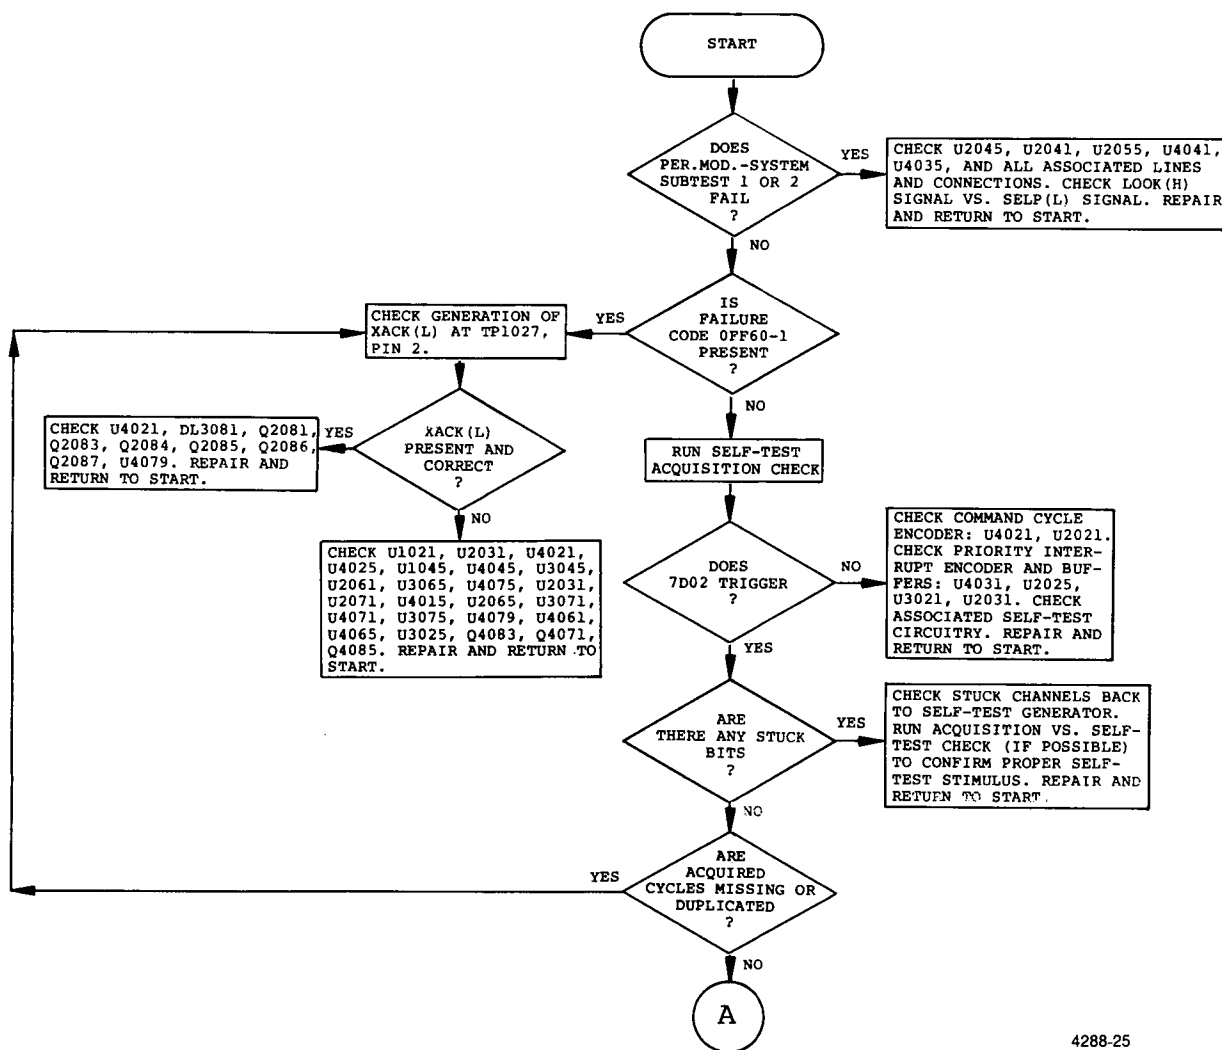 START
DOES
PER.MOD.-SYSTEM
SUBTEST 1 OR 2
FAIL
?
YES
CHECK U2045, U2041, U2055, U4041,
U4035, AND ALL ASSOCIATED LINES
AND CONNECTIONS. CHECK LOOK(H)
SIGNAL VS. SELP(L) SIGNAL. REPAIR
AND RETURN TO START.
NO
IS
FAILURE
CODE 0FF60-1
PRESENT
?
YES
CHECK GENERATION OF
XACK(L) AT TP1027,
PIN 2.
XACK(L)
PRESENT AND
CORRECT
?
YES
CHECK U4021, DL3081, Q2081,
Q2083, Q2084, Q2085, Q2086,
Q2087, U4079. REPAIR AND
RETURN TO START.
NO
CHECK U1021, U2031, U4021,
U4025, U1045, U4045, U3045,
U2061, U3065, U4075, U2031,
U2071, U4015, U2065, U3071,
U4071, U3075, U4079, U4061,
U4065, U3025, Q4083, Q4071,
Q4085. REPAIR AND RETURN TO
START.
NO
RUN SELF-TEST
ACQUISITION CHECK
DOES
7D02 TRIGGER
?
NO
CHECK COMMAND CYCLE
ENCODER: U4021, U2021.
CHECK PRIORITY INTER-
RUPT ENCODER AND BUF-
FERS: U4031, U2025,
U3021, U2031. CHECK
ASSOCIATED SELF-TEST
CIRCUITRY. REPAIR AND
RETURN TO START.
YES
ARE
THERE ANY STUCK
BITS
?
YES
CHECK STUCK CHANNELS BACK
TO SELF-TEST GENERATOR.
RUN ACQUISITION VS. SELF-
TEST CHECK (IF POSSIBLE)
TO CONFIRM PROPER SELF-
TEST STIMULUS. REPAIR AND
RETURN TO START.
NO
ARE
ACQUIRED
CYCLES MISSING OR
DUPLICATED
?
YES
NO
A
4288-25